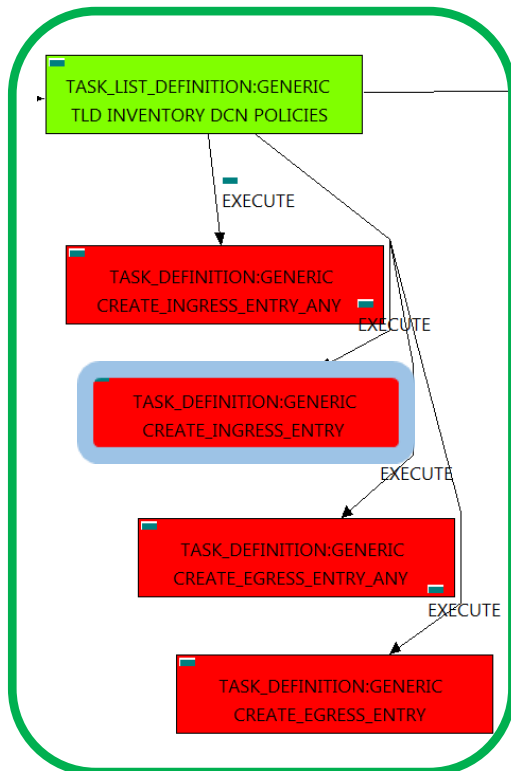 TASK_LIST_DEFINITION:GENERIC
TLD INVENTORY DCN POLICIES
EXECUTE
TASK_DEFINITION:GENERIC
CREATE_INGRESS_ENTRY_ANY
EXECUTE
TASK_DEFINITION:GENERIC
CREATE_INGRESS_ENTRY
EXECUTE
TASK_DEFINITION:GENERIC
CREATE_EGRESS_ENTRY_ANY
EXECUTE
TASK_DEFINITION:GENERIC
CREATE_EGRESS_ENTRY